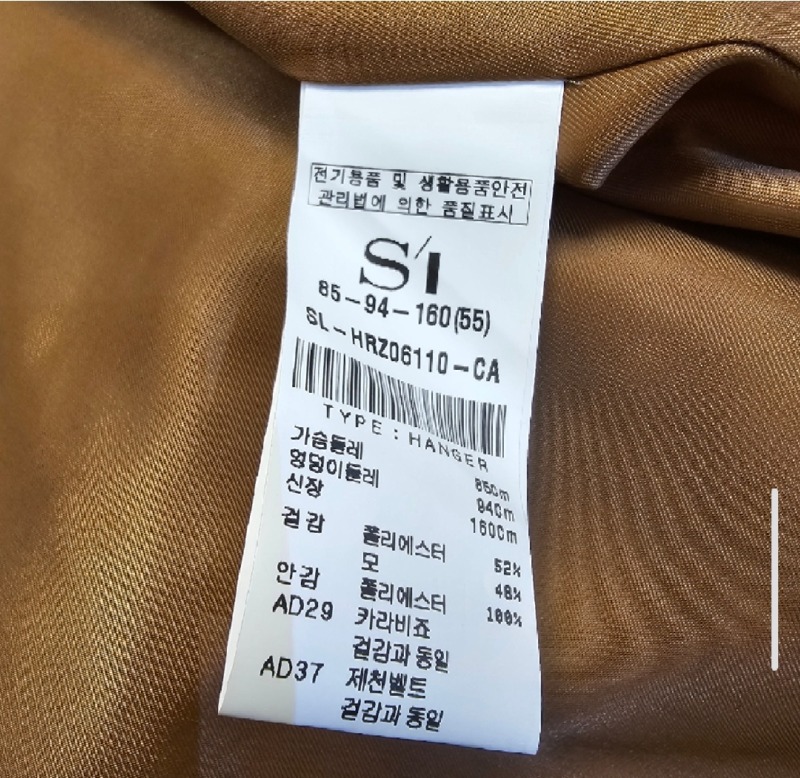 전기용품 및 생활용품안전
관리법에 의한 품질표시
S'I
85-94-160(55)
SL-HRZ06110-CA
TYPE : HANGER
가슴둘레 85cm
엉덩이둘레 94cm
신장 160cm
겉감 폴리에스터 52%
모 48%
안감 폴리에스터 100%
AD29 카라비죠
겉감과 동일
AD37 제천벨트
겉감과 동일